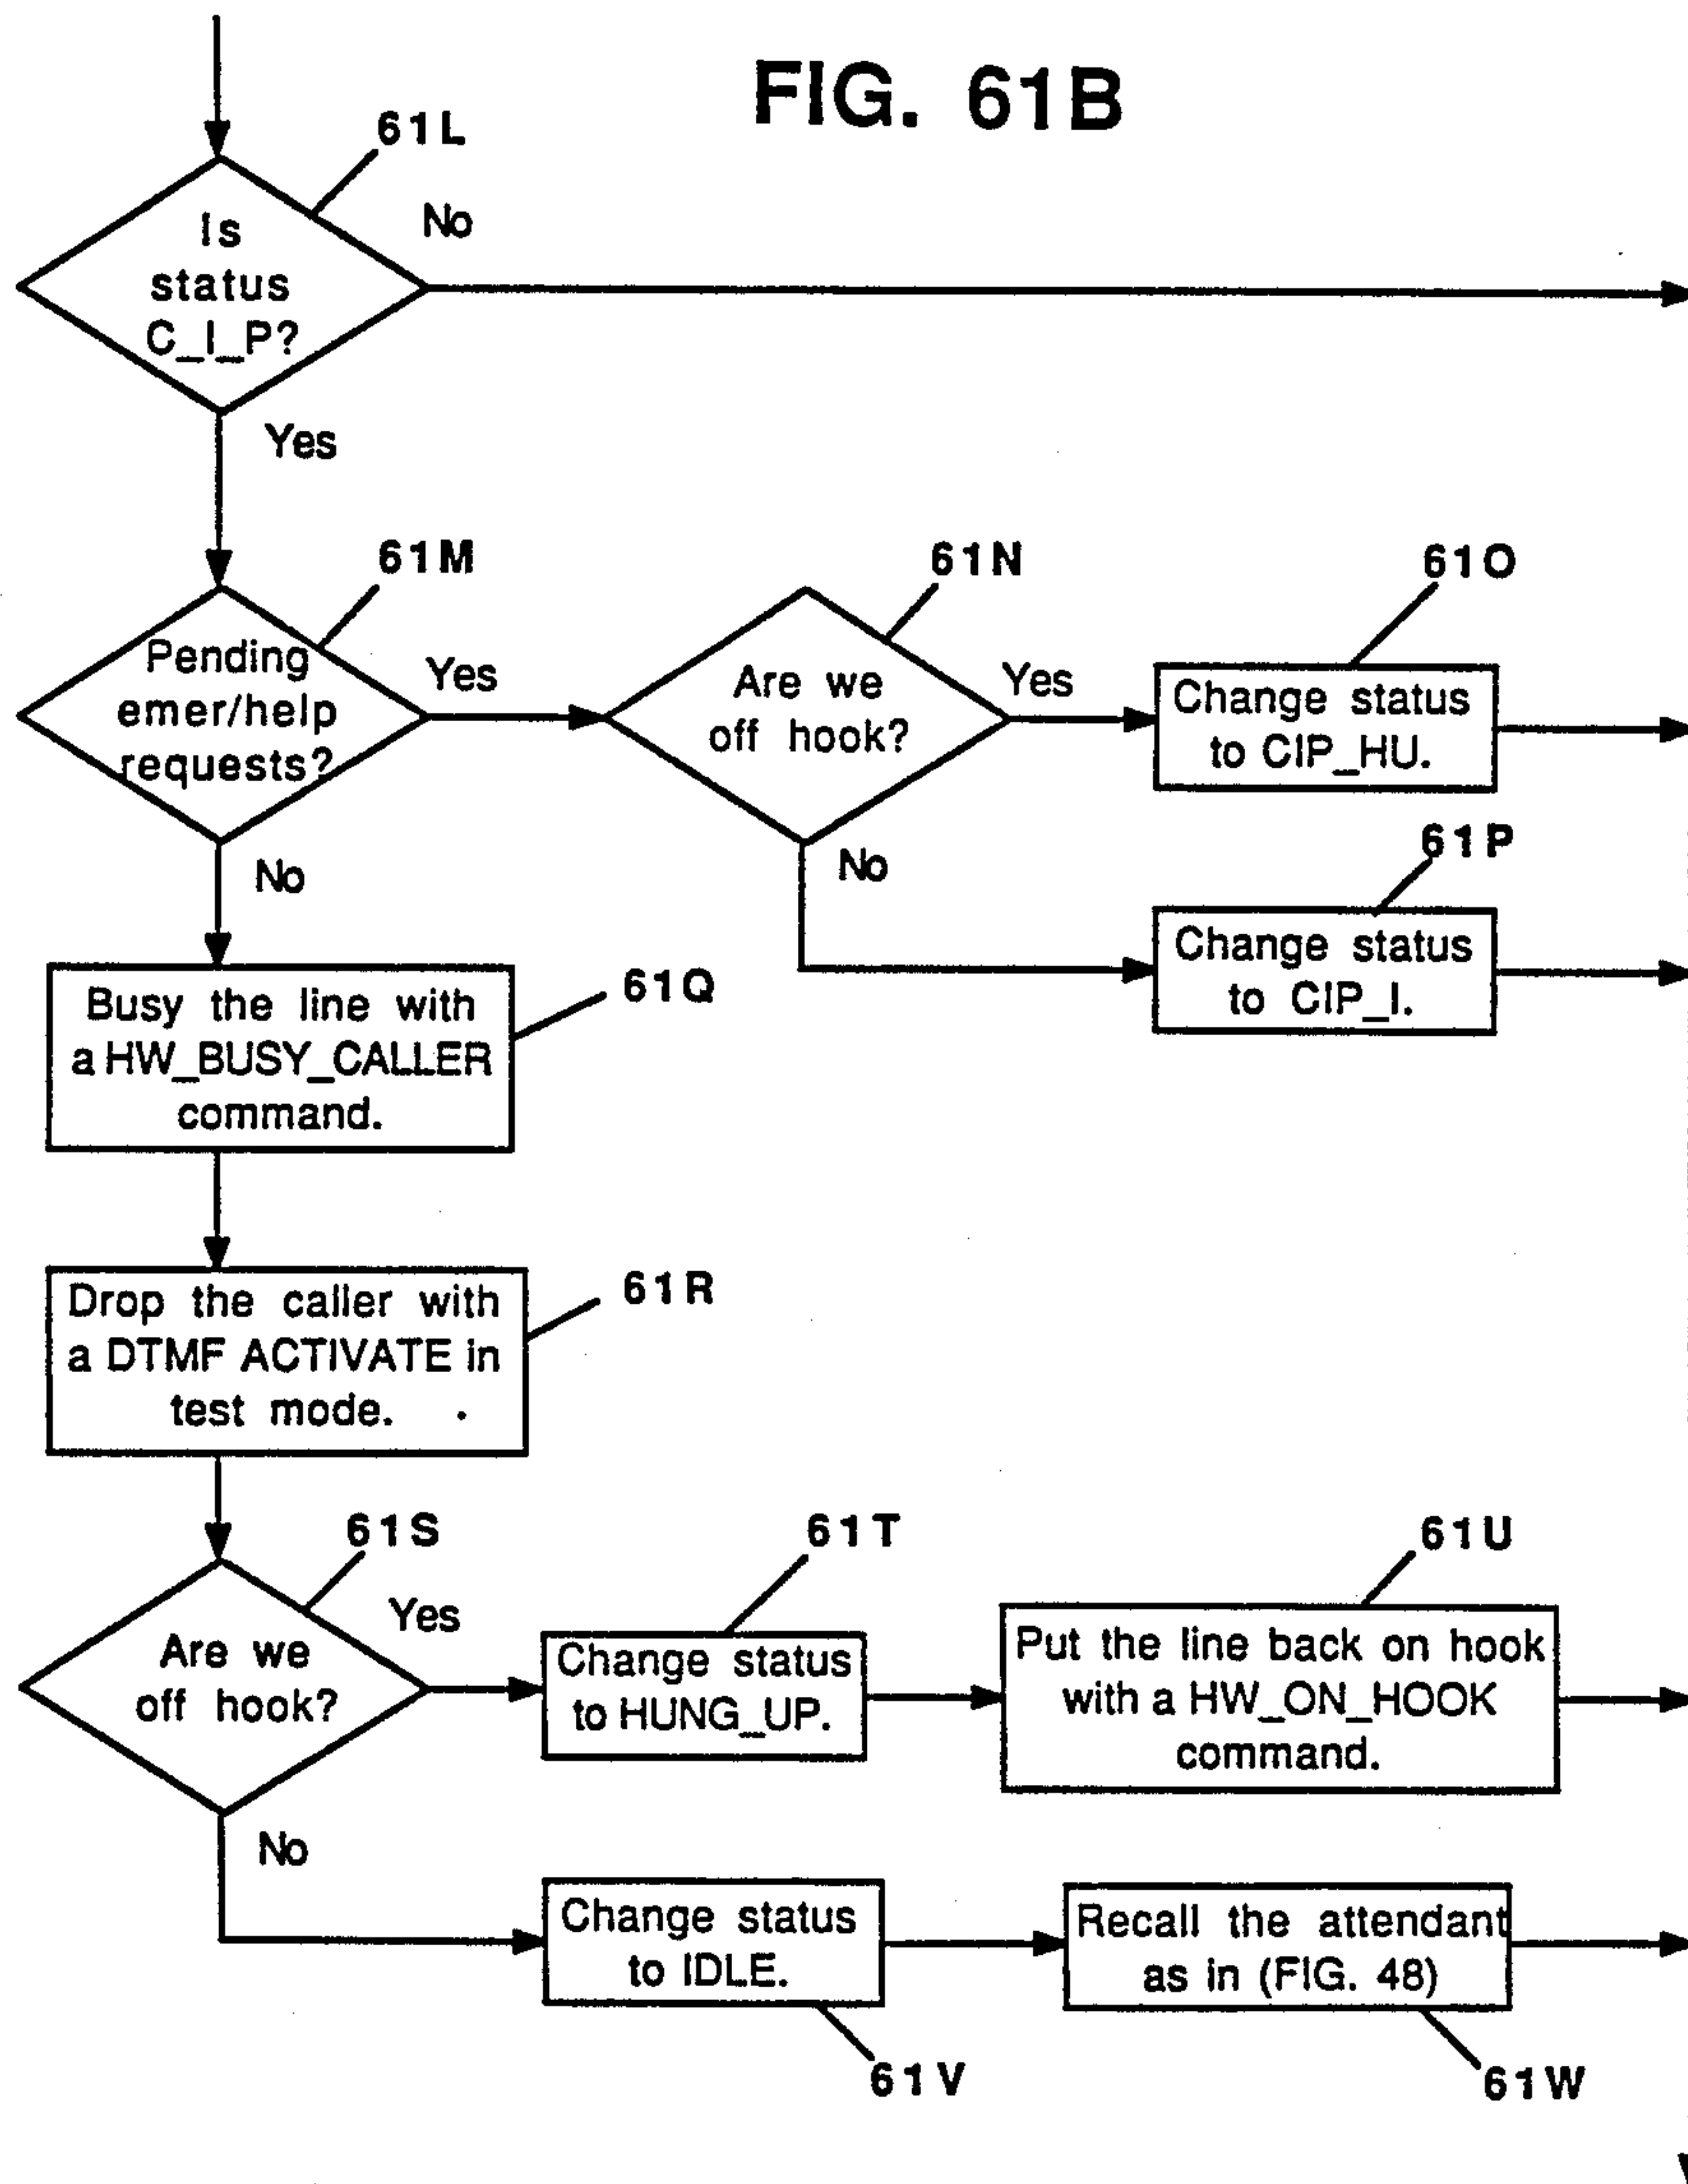 FIG. 61B
61L
Is
status
C_I_P?
No
Yes
61M
Pending
emer/help
requests?
Yes
No
61N
Are we
off hook?
Yes
No
61O
Change status
to CIP_HU.
61P
Change status
to CIP_I.
61Q
Busy the line with
a HW_BUSY_CALLER
command.
61R
Drop the caller with
a DTMF ACTIVATE in
test mode.
61S
Are we
off hook?
Yes
No
61T
Change status
to HUNG_UP.
61U
Put the line back on hook
with a HW_ON_HOOK
command.
Change status
to IDLE.
61V
Recall the attendant
as in (FIG. 48)
61W